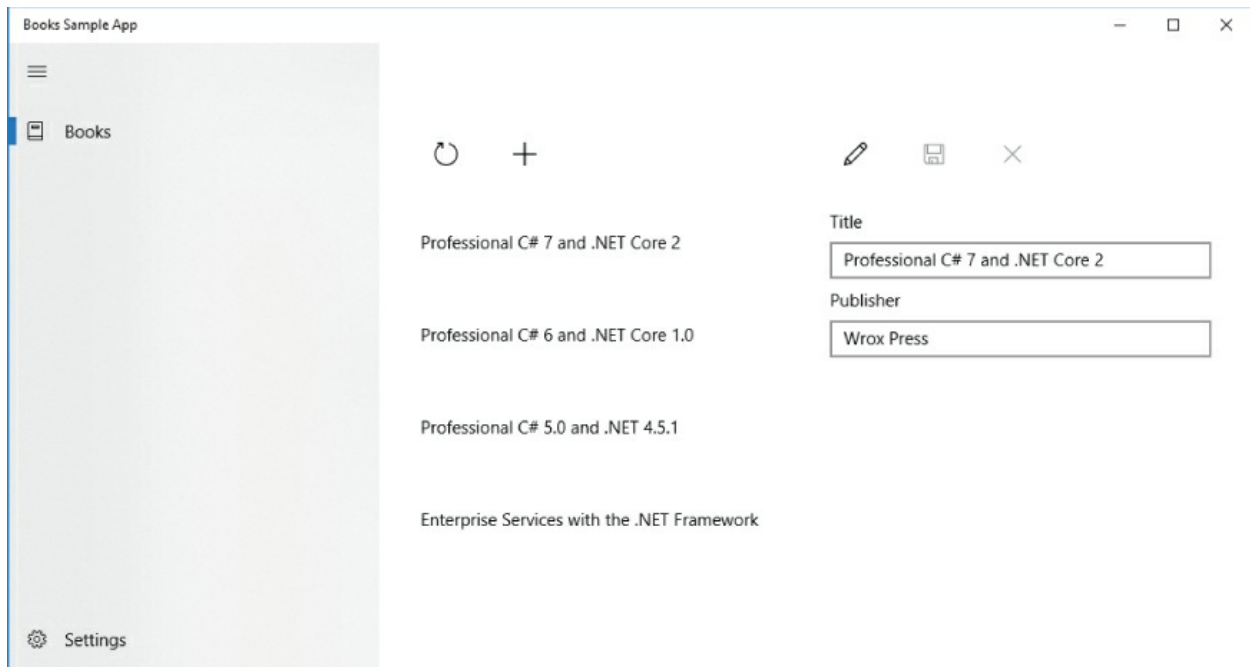 Books Sample App
Books
Professional C# 7 and .NET Core 2
Professional C# 6 and .NET Core 1.0
Professional C# 5.0 and .NET 4.5.1
Enterprise Services with the .NET Framework
Title
Professional C# 7 and .NET Core 2
Publisher
Wrox Press
Settings